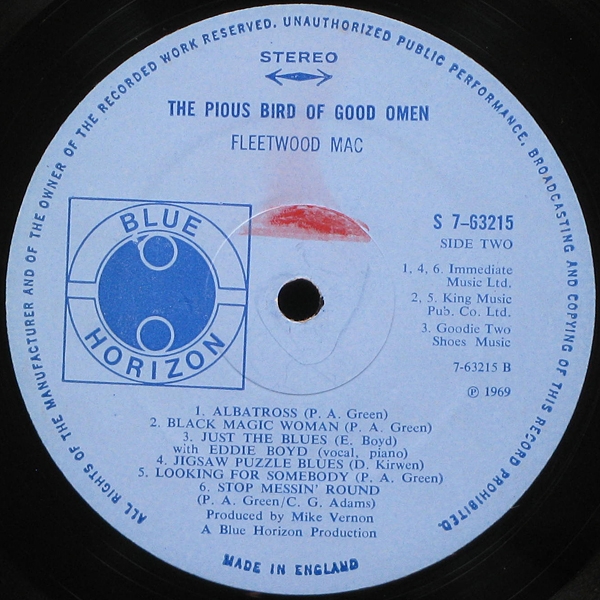 ALL RIGHTS OF THE MANUFACTURER AND OF THE OWNER OF THE RECORDED WORK RESERVED. UNAUTHORIZED PUBLIC PERFORMANCE, BROADCASTING AND COPYING OF THIS RECORD PROHIBITED.
STEREO
THE PIOUS BIRD OF GOOD OMEN
FLEETWOOD MAC
BLUE
HORIZON
S 7-63215
SIDE TWO
1, 4, 6. Immediate
Music Ltd.
2, 5. King Music
Pub. Co. Ltd.
3. Goodie Two
Shoes Music
7-63215 B
℗ 1969
1. ALBATROSS (P. A. Green)
2. BLACK MAGIC WOMAN (P. A. Green)
3. JUST THE BLUES (E. Boyd)
with EDDIE BOYD (vocal, piano)
4. JIGSAW PUZZLE BLUES (D. Kirwen)
5. LOOKING FOR SOMEBODY (P. A. Green)
6. STOP MESSIN' ROUND
(P. A. Green/C. G. Adams)
Produced by Mike Vernon
A Blue Horizon Production
MADE IN ENGLAND